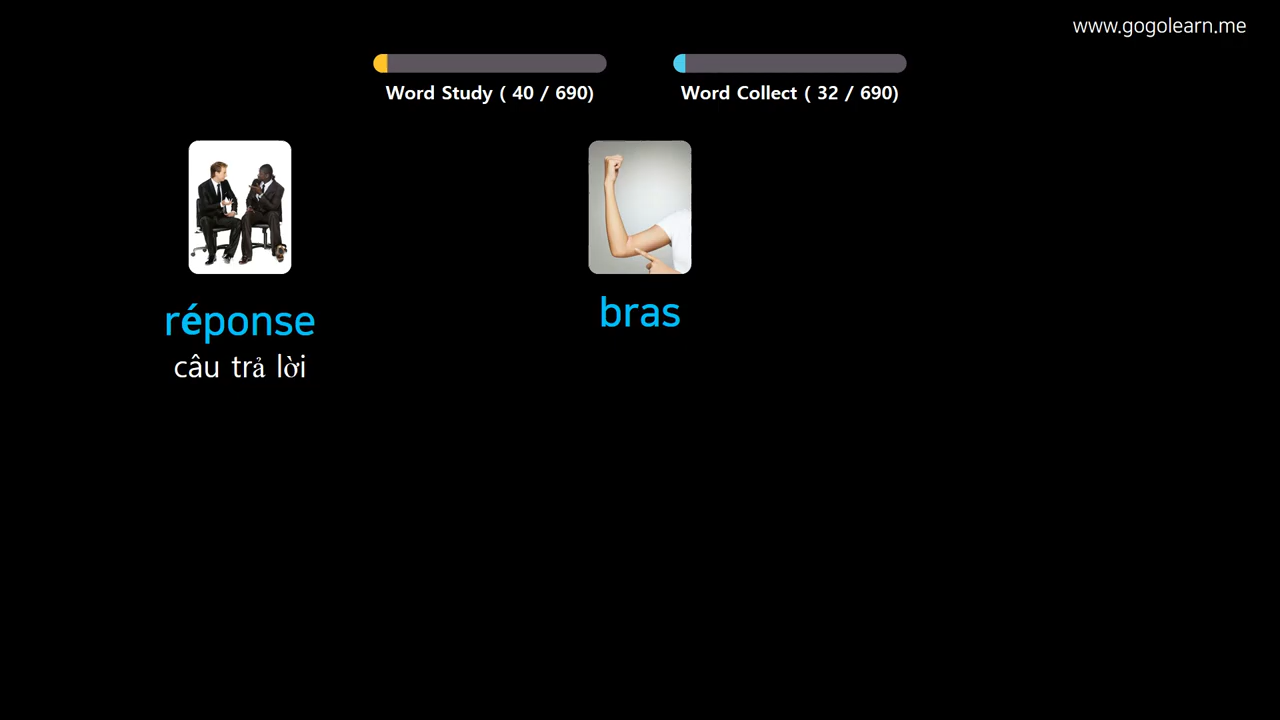 www.gogolearn.me
Word Study ( 40 / 690)
Word Collect ( 32 / 690)
réponse
câu trả lời
bras